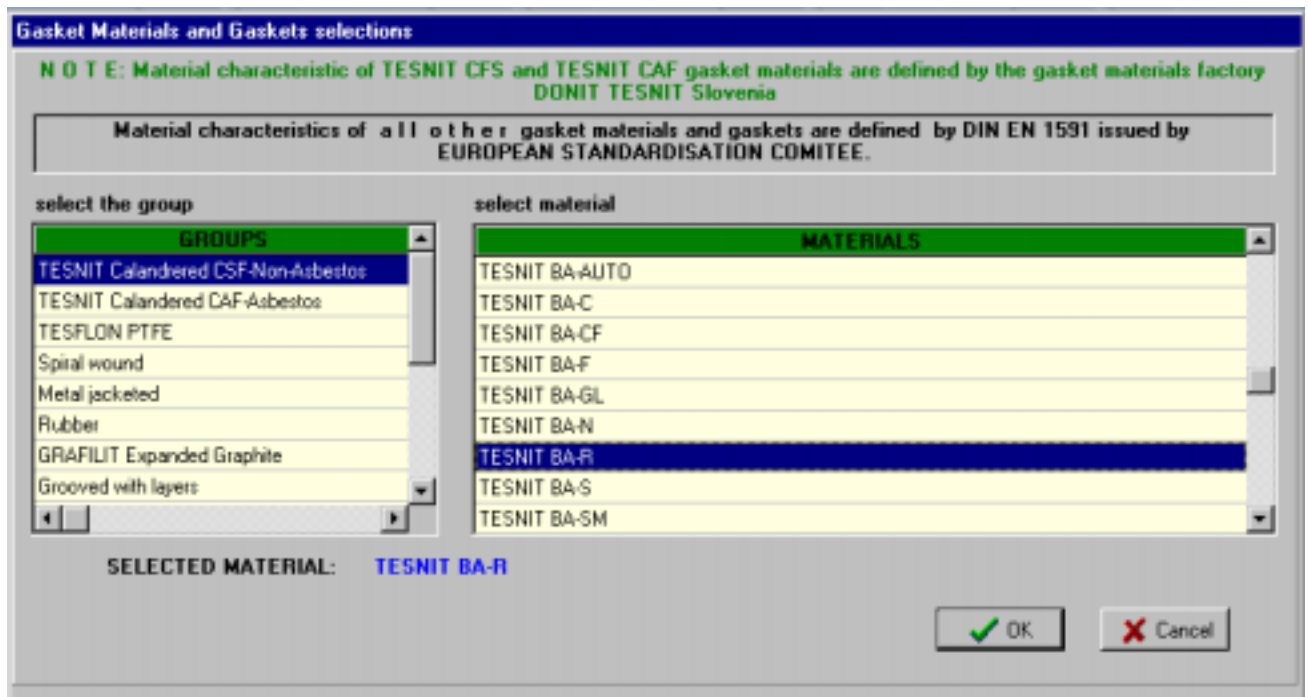 Gasket Materials and Gaskets selections
N O T E: Material characteristic of TESNIT CFS and TESNIT CAF gasket materials are defined by the gasket materials factory
DONIT TESNIT Slovenia
Material characteristics of a l l o t h e r gasket materials and gaskets are defined by DIN EN 1591 issued by
EUROPEAN STANDARDISATION COMITEE.
select the group
GROUPS
TESNIT Calandrered CSF-Non-Asbestos
TESNIT Calandered CAF-Asbestos
TESFLON PTFE
Spiral wound
Metal jacketed
Rubber
GRAFILIT Expanded Graphite
Grooved with layers
select material
MATERIALS
TESNIT BA-AUTO
TESNIT BA-C
TESNIT BA-CF
TESNIT BA-F
TESNIT BA-GL
TESNIT BA-N
TESNIT BA-R
TESNIT BA-S
TESNIT BA-SM
SELECTED MATERIAL: TESNIT BA-R
OK
Cancel